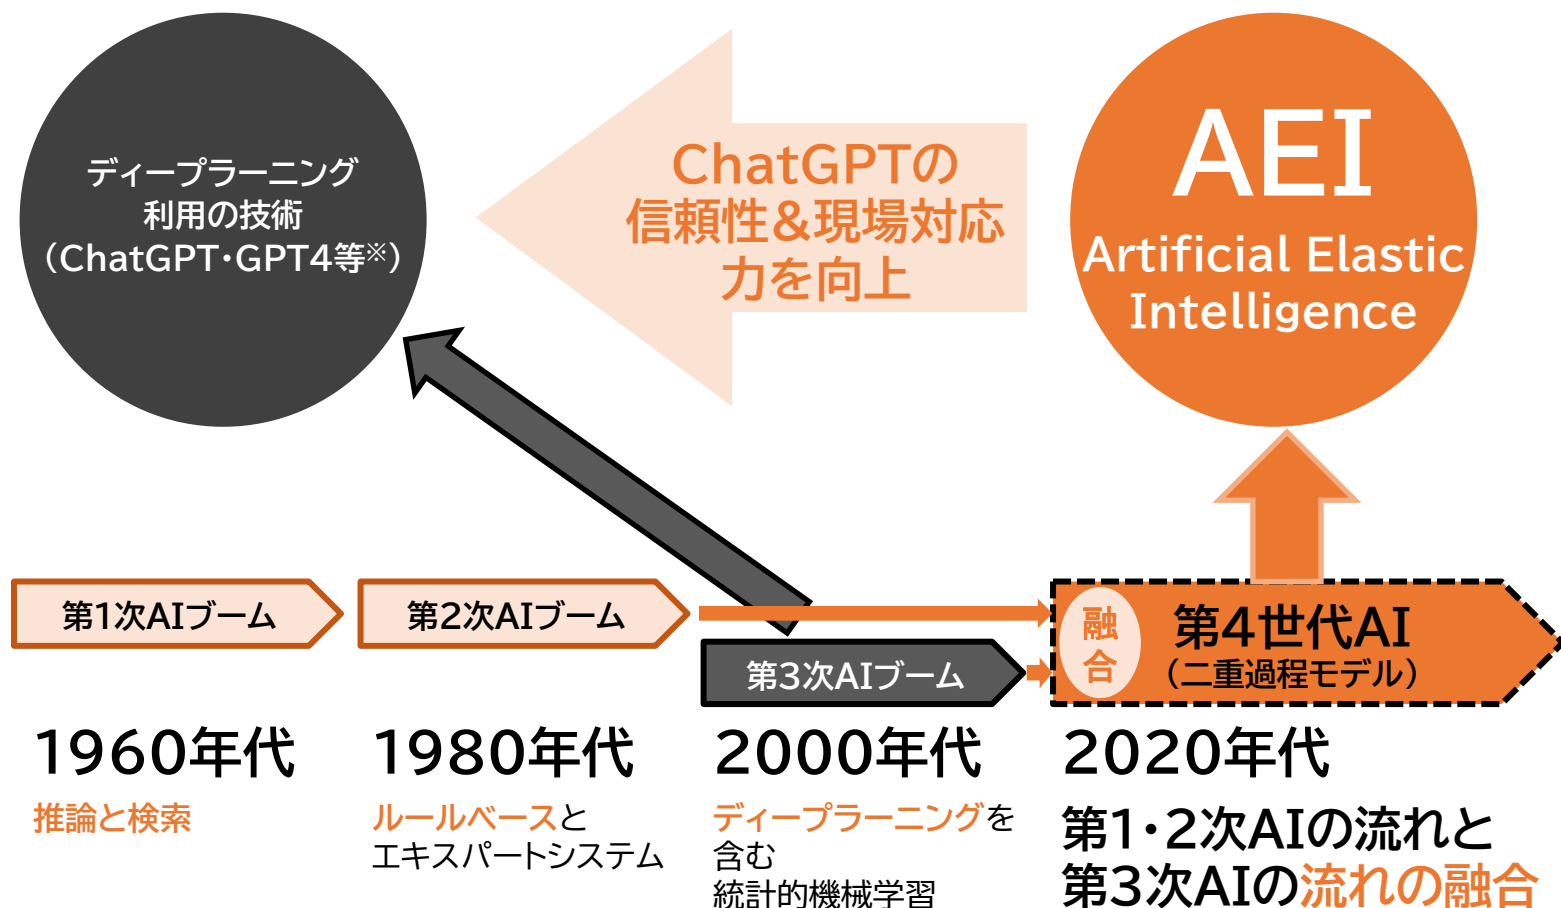 ディープラーニング
利用の技術
（ChatGPT・GPT4等※）
ChatGPTの
信頼性&現場対応
力を向上
AEI
Artificial Elastic
Intelligence
第1次AIブーム
第2次AIブーム
第3次AIブーム
融
合
第4世代AI
（二重過程モデル）
1960年代
推論と検索
1980年代
ルールベースと
エキスパートシステム
2000年代
ディープラーニングを
含む
統計的機械学習
2020年代
第1・2次AIの流れと
第3次AIの流れの融合